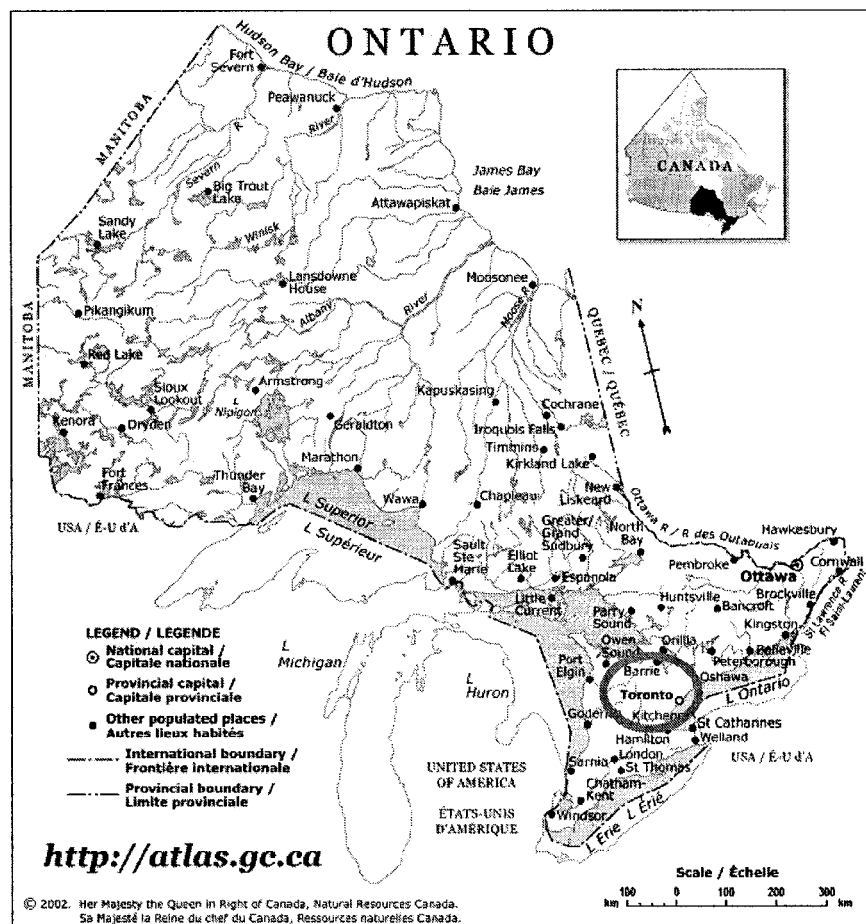 ONTARIO
Hudson Bay / Baie d'Hudson
Fort
Severn
Peawanuck
River
MANITOBA
Severn
R
Big Trout
Lake
James Bay
Baie James
CANADA
Attawapiskat
Sandy
Lake
Winisk
Lansdowne
House
Moosonee
Albany
River
Moose R
MANITOBA
Pikangikum
QUEBEC / QUÉBEC
N
Red Lake
Sioux
Lookout
Armstrong
Kapuskasing
L
Nipigon
Cochrane
Kenora
Dryden
Geraldton
Iroquois Falls
Timmins
Kirkland Lake
Marathon
Fort
Frances
Thunder
Bay
L Superior
Wawa
Chapleau
New
Liskeard
Ottawa R / R des Outaouais
USA / É-U d'A
L Supérieur
Greater/
Grand
Sudbury
North
Bay
Hawkesbury
Sault
Ste
Marie
Elliot
Lake
Espanola
Pembroke
Ottawa
Cornwall
Little
Current
Parry
Sound
Huntsville
Bancroft
Brockville
St Lawrence R
Fl Saint-Laurent
Kingston
LEGEND / LÉGENDE
National capital /
Capitale nationale
Provincial capital /
Capitale provinciale
Other populated places /
Autres lieux habités
International boundary /
Frontière internationale
Provincial boundary /
Limite provinciale
L
Michigan
L
Huron
Owen
Sound
Orillia
Barrie
Belleville
Peterborough
Port
Elgin
Oshawa
Toronto
L Ontario
Goderich
Kitchener
St Catharines
Hamilton
Welland
London
USA / É-U d'A
Sarnia
St Thomas
UNITED STATES
OF AMERICA
ÉTATS-UNIS
D'AMÉRIQUE
Chatham-
Kent
Windsor
L Erie
L Érié
http://atlas.gc.ca
Scale / Échelle
km 100 0 100 200 300 km
© 2002. Her Majesty the Queen in Right of Canada, Natural Resources Canada.
Sa Majesté la Reine du chef du Canada, Ressources naturelles Canada.